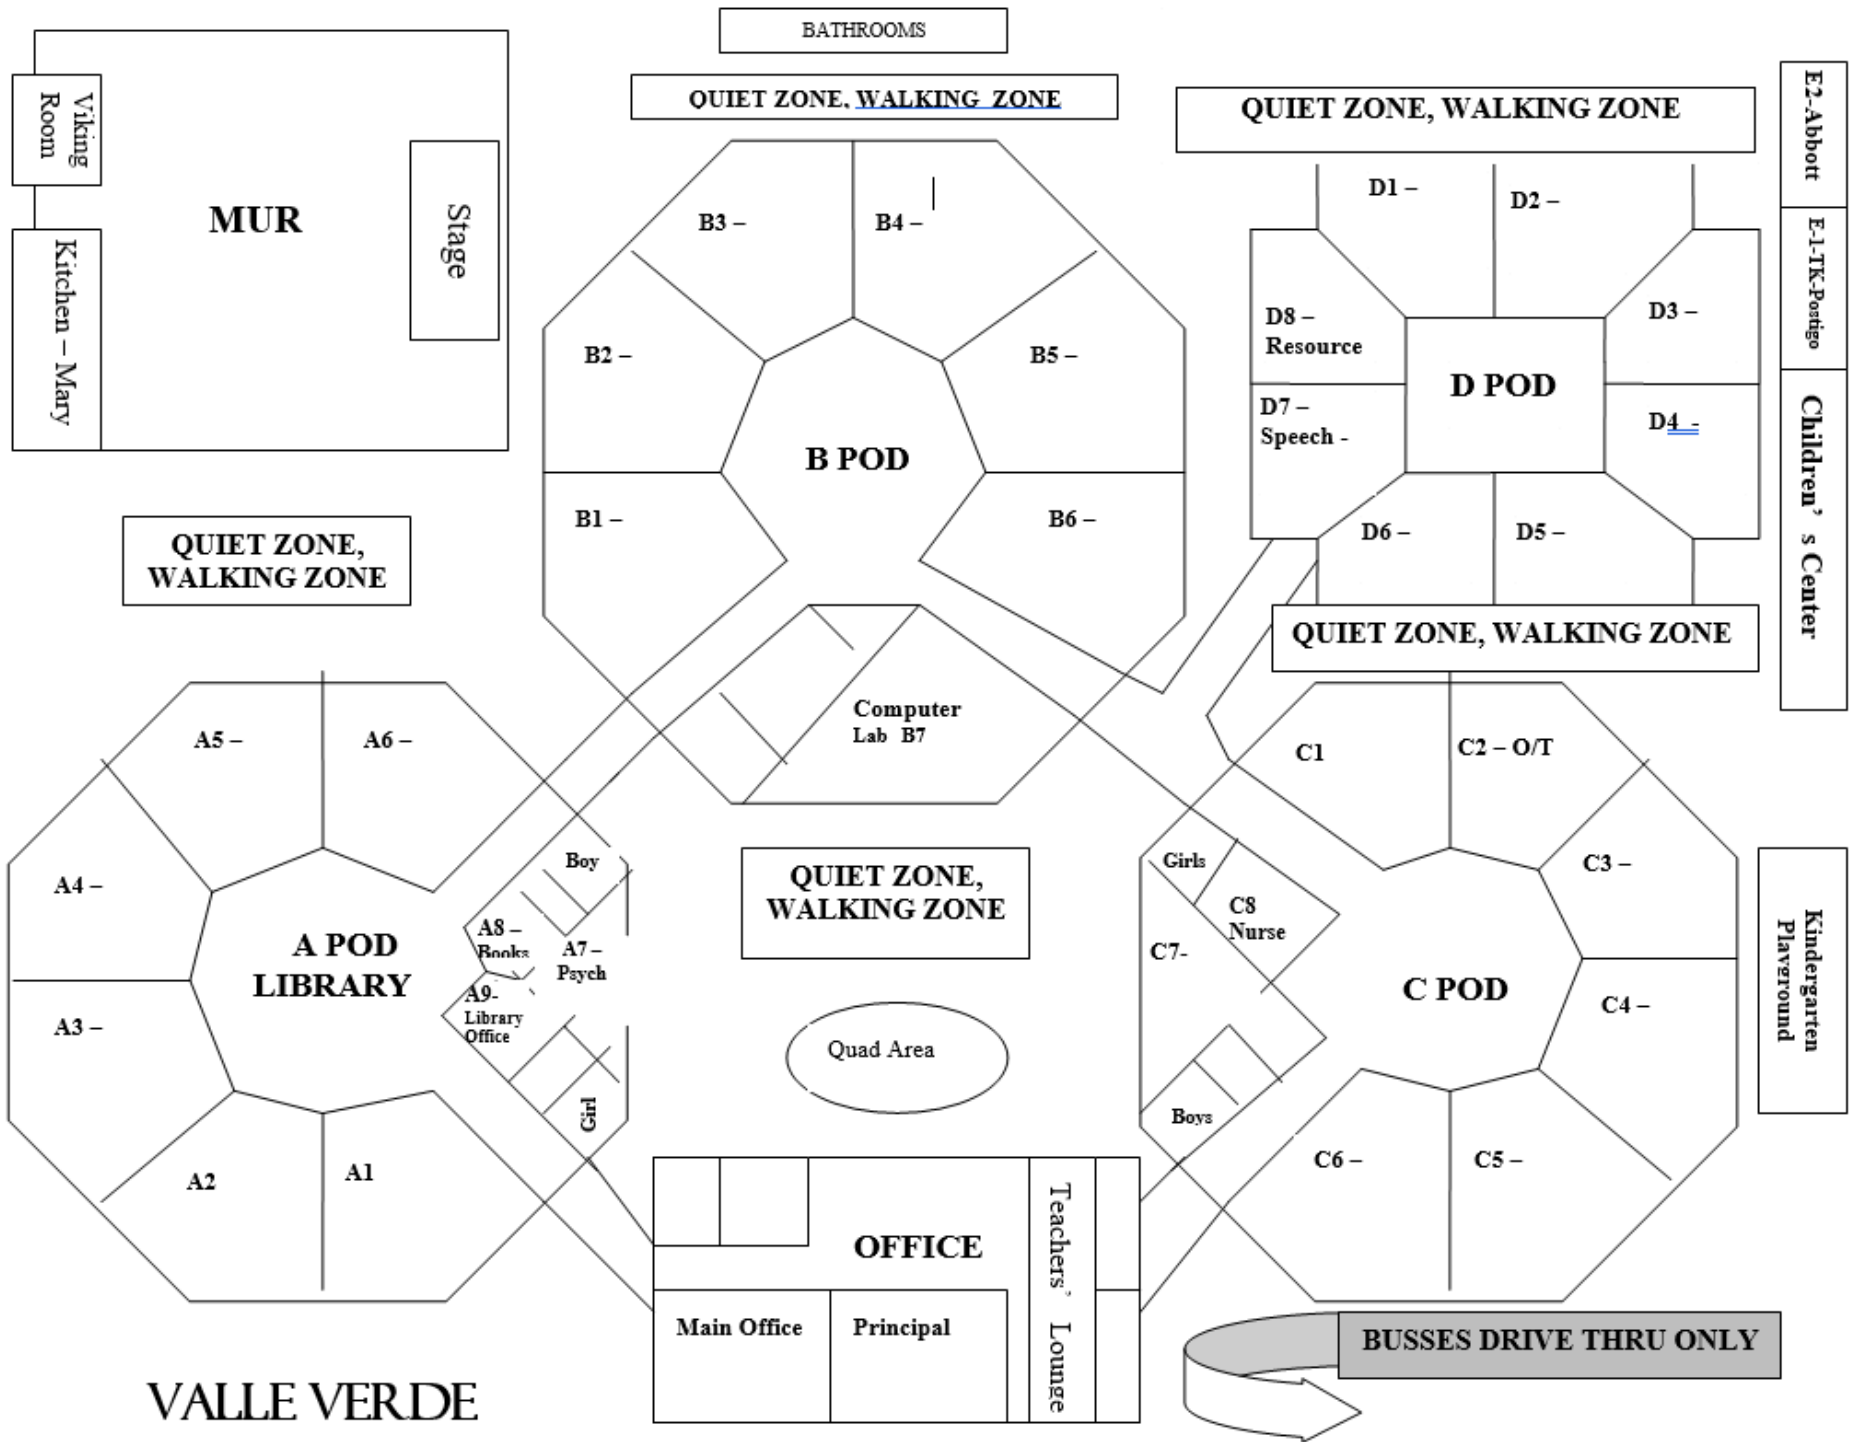 BATHROOMS
QUIET ZONE. WALKING ZONE
QUIET ZONE, WALKING ZONE
E2-Abbott
E-1-TK-Postigo
Children’ s Center
Viking
Room
MUR
Stage
Kitchen – Mary
B3 –
B4 –
B2 –
B5 –
B POD
B1 –
B6 –
Computer
Lab B7
D1 –
D2 –
D8 –
Resource
D3 –
D POD
D7 –
Speech -
D4 -
D6 –
D5 –
QUIET ZONE, WALKING ZONE
QUIET ZONE,
WALKING ZONE
A5 –
A6 –
A4 –
A POD
LIBRARY
A3 –
A2
A1
Boy
A8 –
Books
A7 –
Psych
A9-
Library
Office
Girl
QUIET ZONE,
WALKING ZONE
Quad Area
C1
C2 – O/T
Girls
C8
Nurse
C3 –
C7-
C POD
C4 –
Boys
C6 –
C5 –
Kindergarten
Playground
OFFICE
Teachers’ Lounge
Main Office
Principal
BUSSES DRIVE THRU ONLY
VALLE VERDE